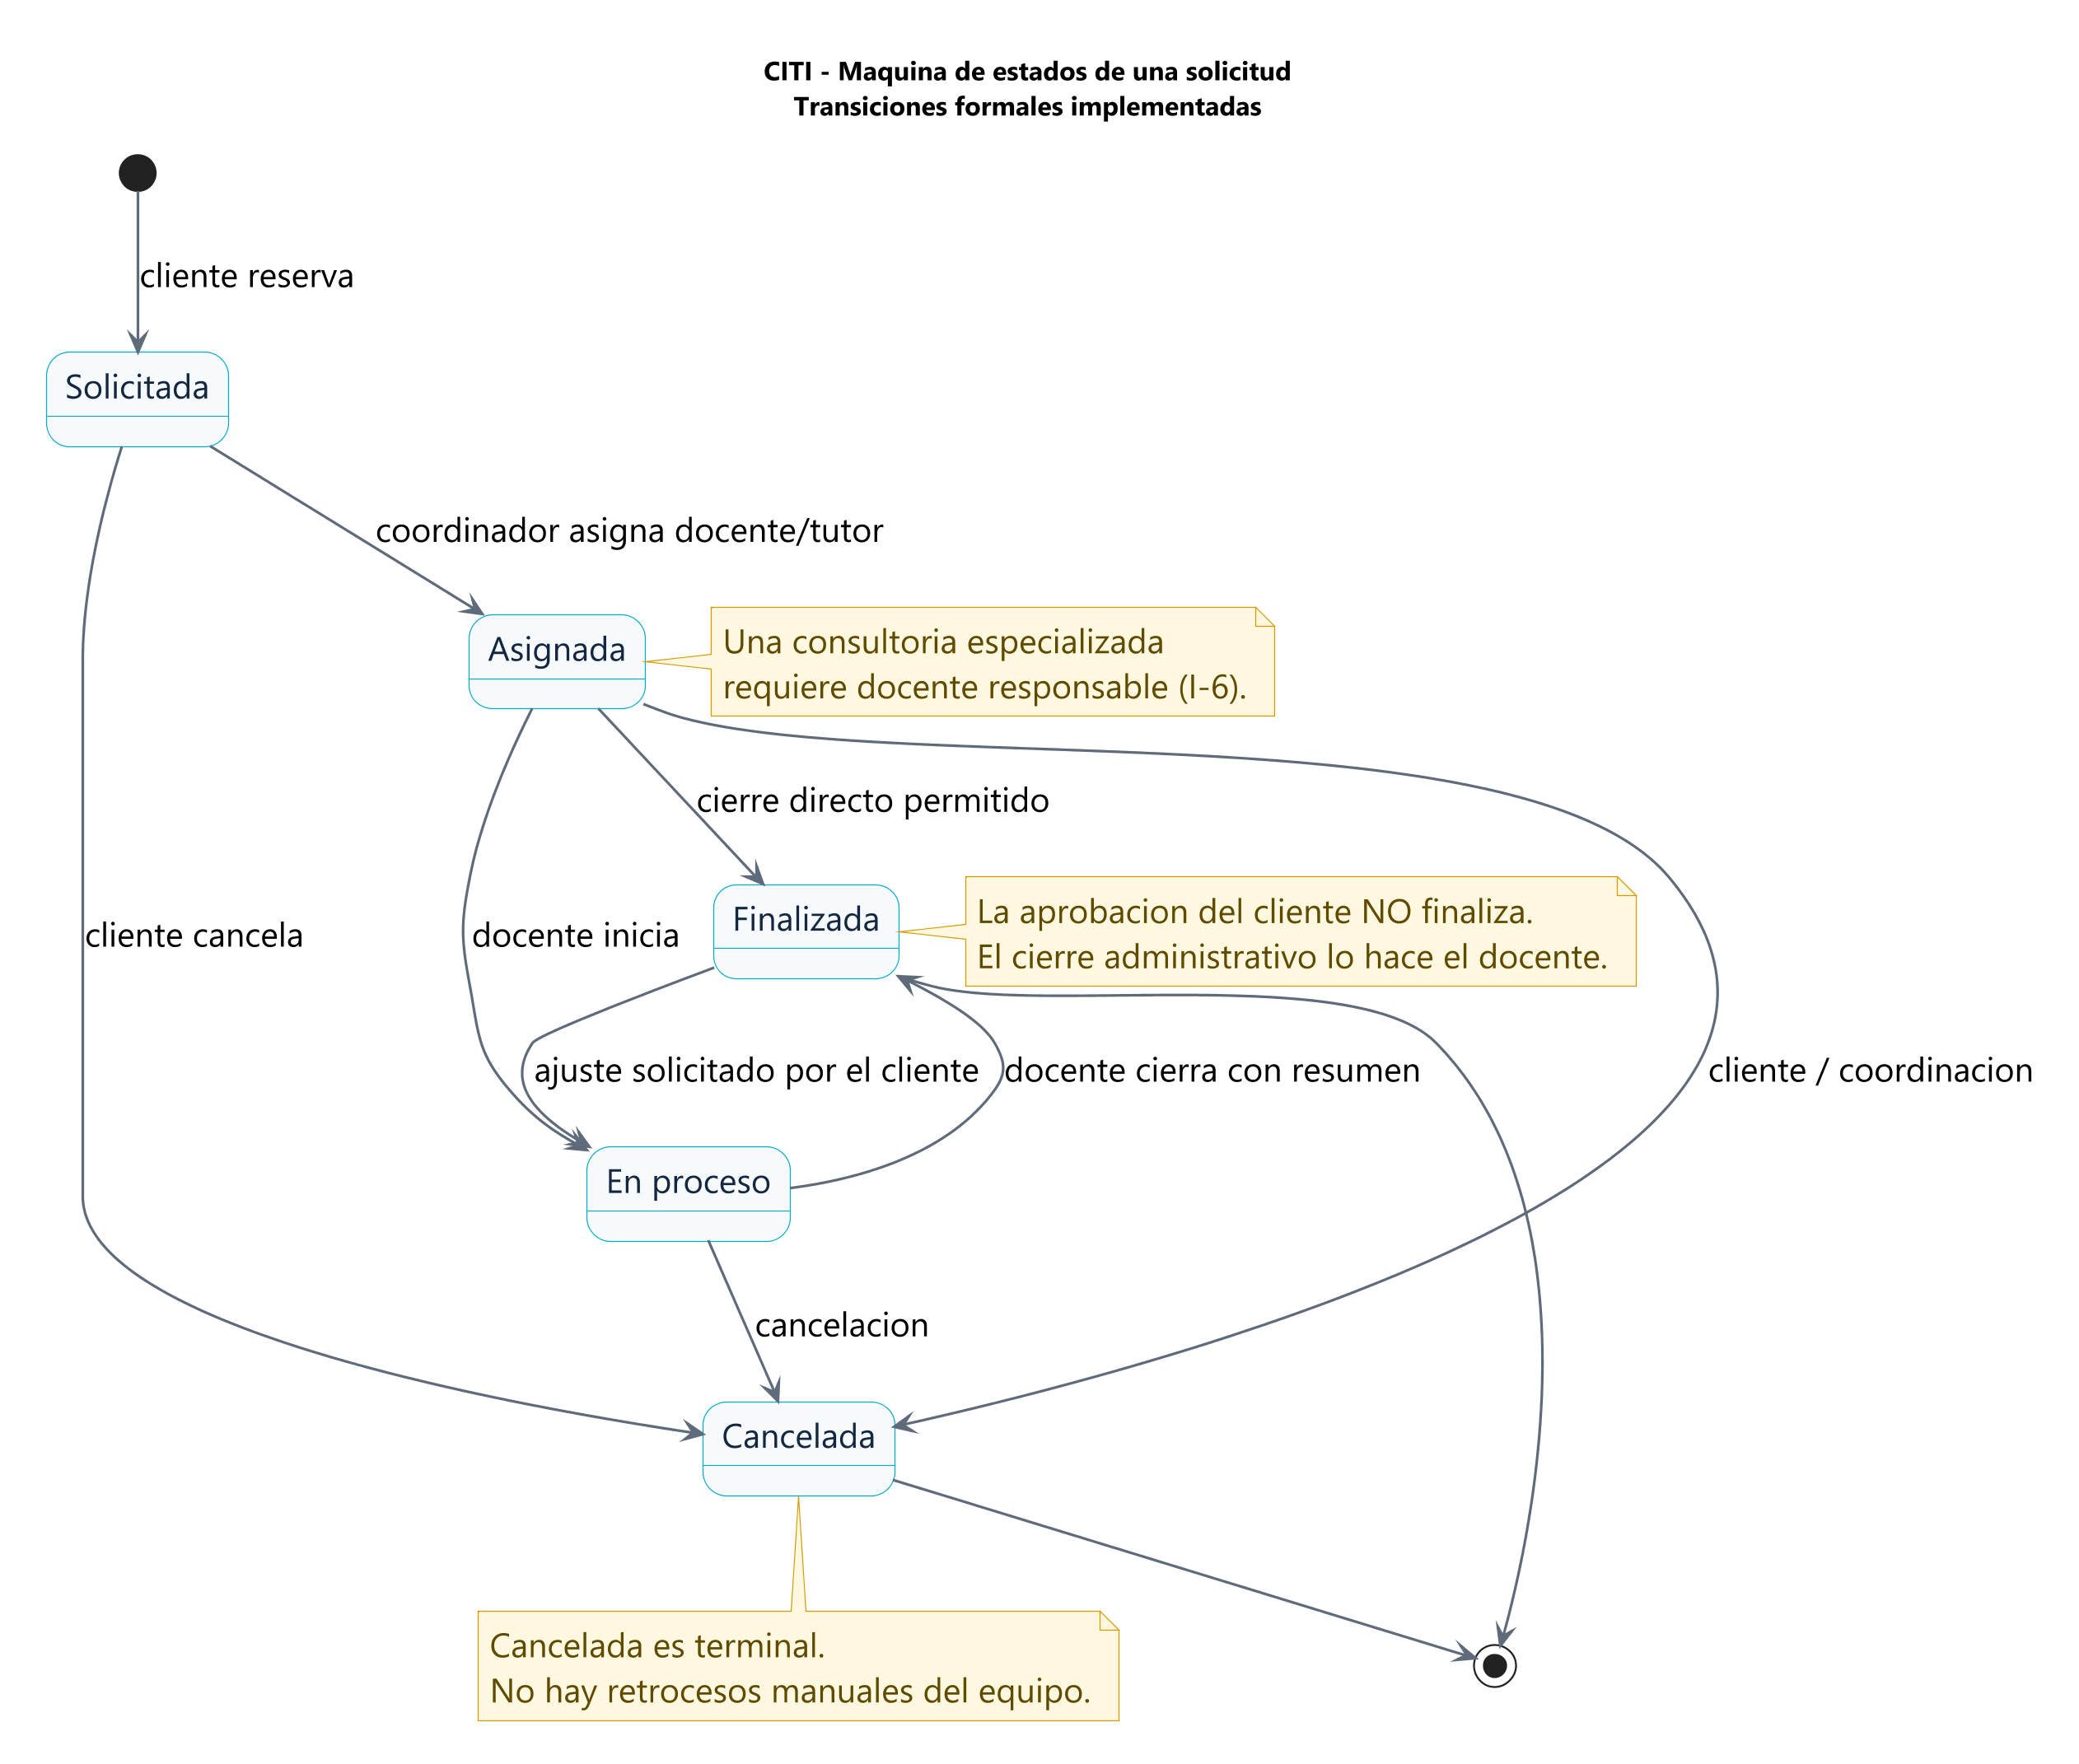 CITI - Maquina de estados de una solicitud
Transiciones formales implementadas
cliente reserva
Solicitada
coordinador asigna docente/tutor
Asignada
Una consultoria especializada
requiere docente responsable (I-6).
cierre directo permitido
Finalizada
La aprobacion del cliente NO finaliza.
El cierre administrativo lo hace el docente.
cliente cancela
docente inicia
ajuste solicitado por el cliente
docente cierra con resumen
cliente / coordinacion
En proceso
cancelacion
Cancelada
Cancelada es terminal.
No hay retrocesos manuales del equipo.